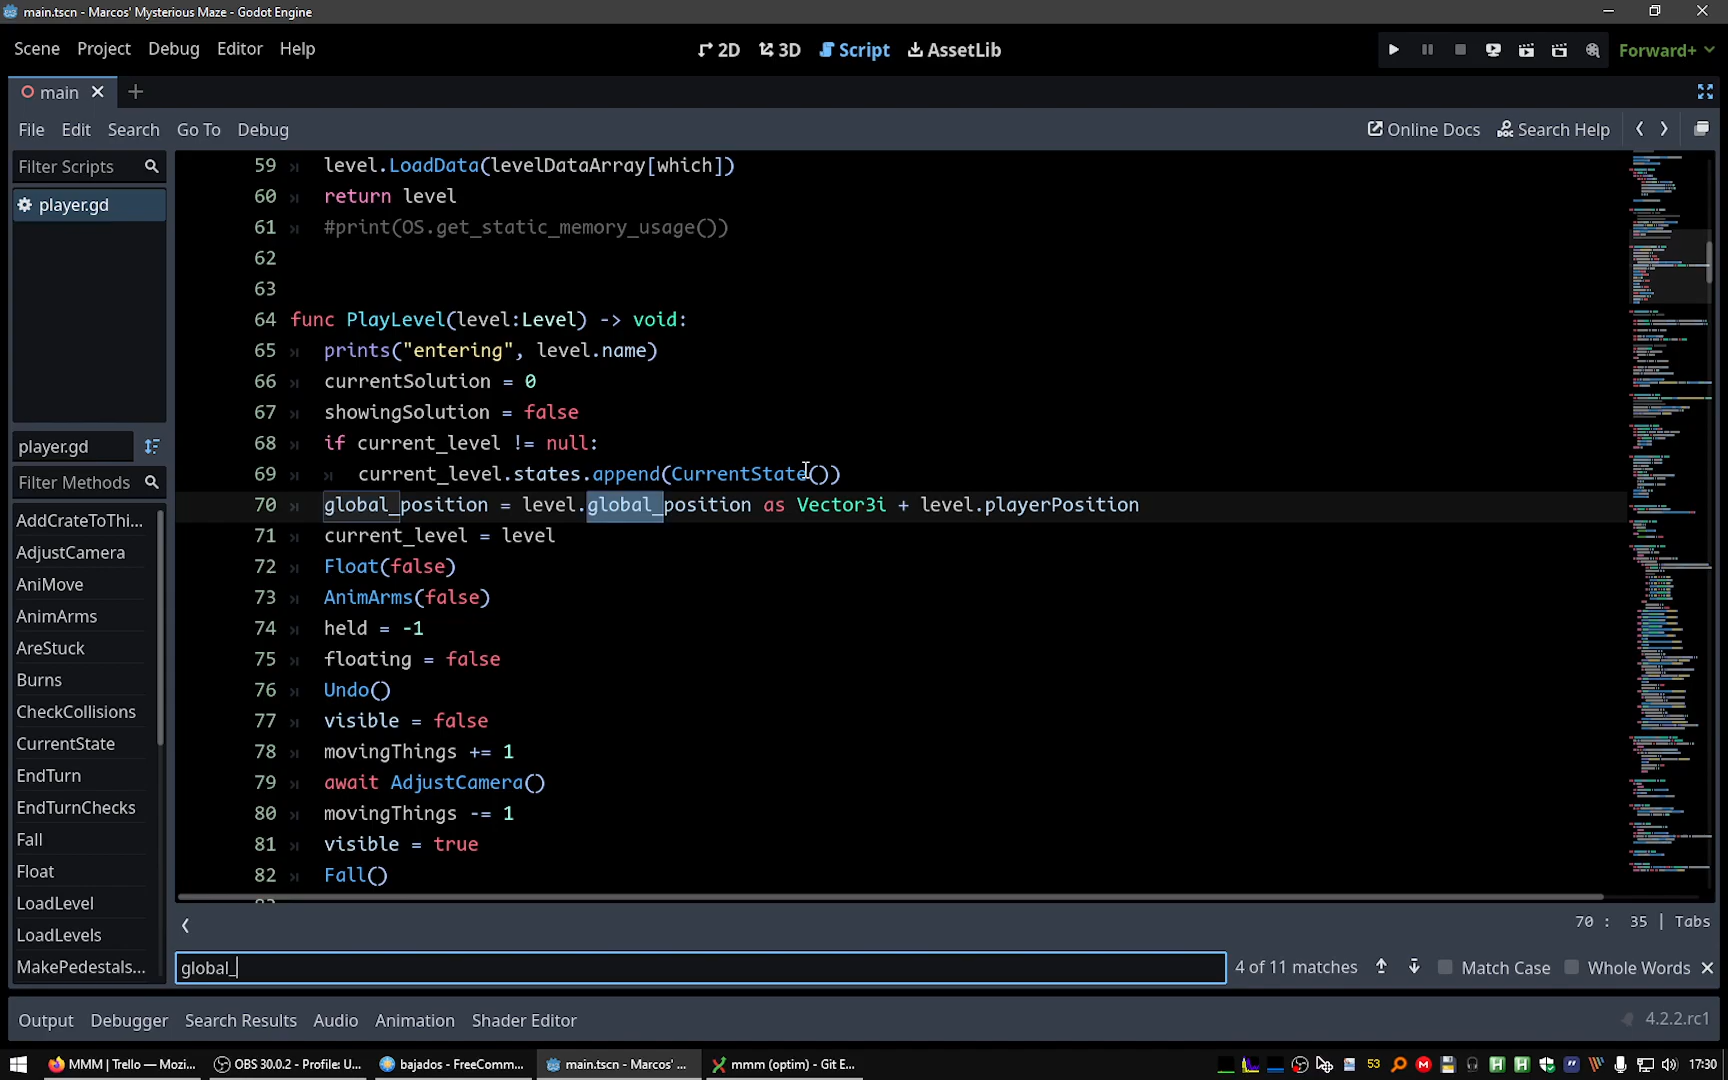 main.tscn - Marcos' Mysterious Maze - Godot Engine
Scene Project Debug Editor Help
2D 3D Script AssetLib
Forward+
main
File Edit Search Go To Debug
Online Docs Search Help
Filter Scripts
player.gd
player.gd
Filter Methods
AddCrateToThi...
AdjustCamera
AniMove
AnimArms
AreStuck
Burns
CheckCollisions
CurrentState
EndTurn
EndTurnChecks
Fall
Float
LoadLevel
LoadLevels
MakePedestals...
59 level.LoadData(levelDataArray[which])
60 return level
61 #print(OS.get_static_memory_usage())
62
63
64 func PlayLevel(level:Level) -> void:
65 prints("entering", level.name)
66 currentSolution = 0
67 showingSolution = false
68 if current_level != null:
69 current_level.states.append(CurrentState())
70 global_position = level.global_position as Vector3i + level.playerPosition
71 current_level = level
72 Float(false)
73 AnimArms(false)
74 held = -1
75 floating = false
76 Undo()
77 visible = false
78 movingThings += 1
79 await AdjustCamera()
80 movingThings -= 1
81 visible = true
82 Fall()
70 : 35 | Tabs
global_
4 of 11 matches Match Case Whole Words
Output Debugger Search Results Audio Animation Shader Editor
4.2.2.rc1
MMM | Trello — Mozi... OBS 30.0.2 - Profile: U... bajados - FreeComm... main.tscn - Marcos' ... mmm (optim) - Git E...
53
17:30